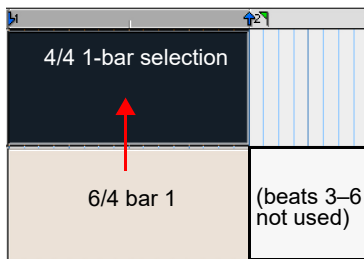 1 2
4/4 1-bar selection
6/4 bar 1
(beats 3–6
not used)